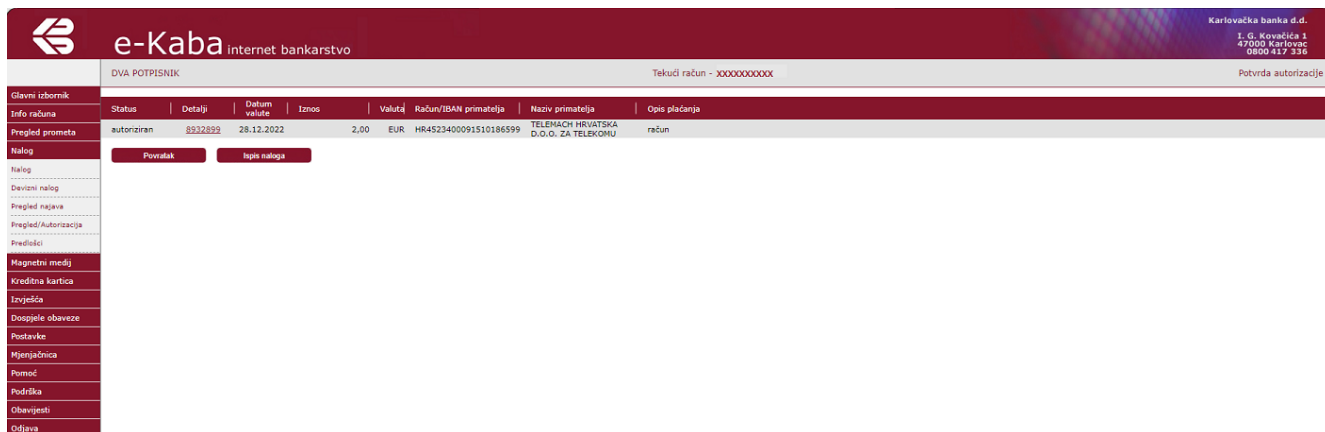 e-Kaba internet bankarstvo
Karlovačka banka d.d.
I. G. Kovačića 1
47000 Karlovac
0800 417 336
DVA POTPISNIK
Tekući račun - XXXXXXXXXX
Potvrda autorizacije
Glavni izbornik
Info računa
Pregled prometa
Nalog
Nalog
Devizni nalog
Pregled najava
Pregled/Autorizacija
Predlošci
Magnetni medij
Kreditna kartica
Izvješća
Dospjele obaveze
Postavke
Mjenjačnica
Pomoć
Podrška
Obavijesti
Odjava
Status Detalji Datum valute Iznos Valuta Račun/IBAN primatelja Naziv primatelja Opis plaćanja
autoriziran 8932899 28.12.2022 2,00 EUR HR4523400091510186599 TELEMACH HRVATSKA D.O.O. ZA TELEKOMU račun
Povratak Ispis naloga